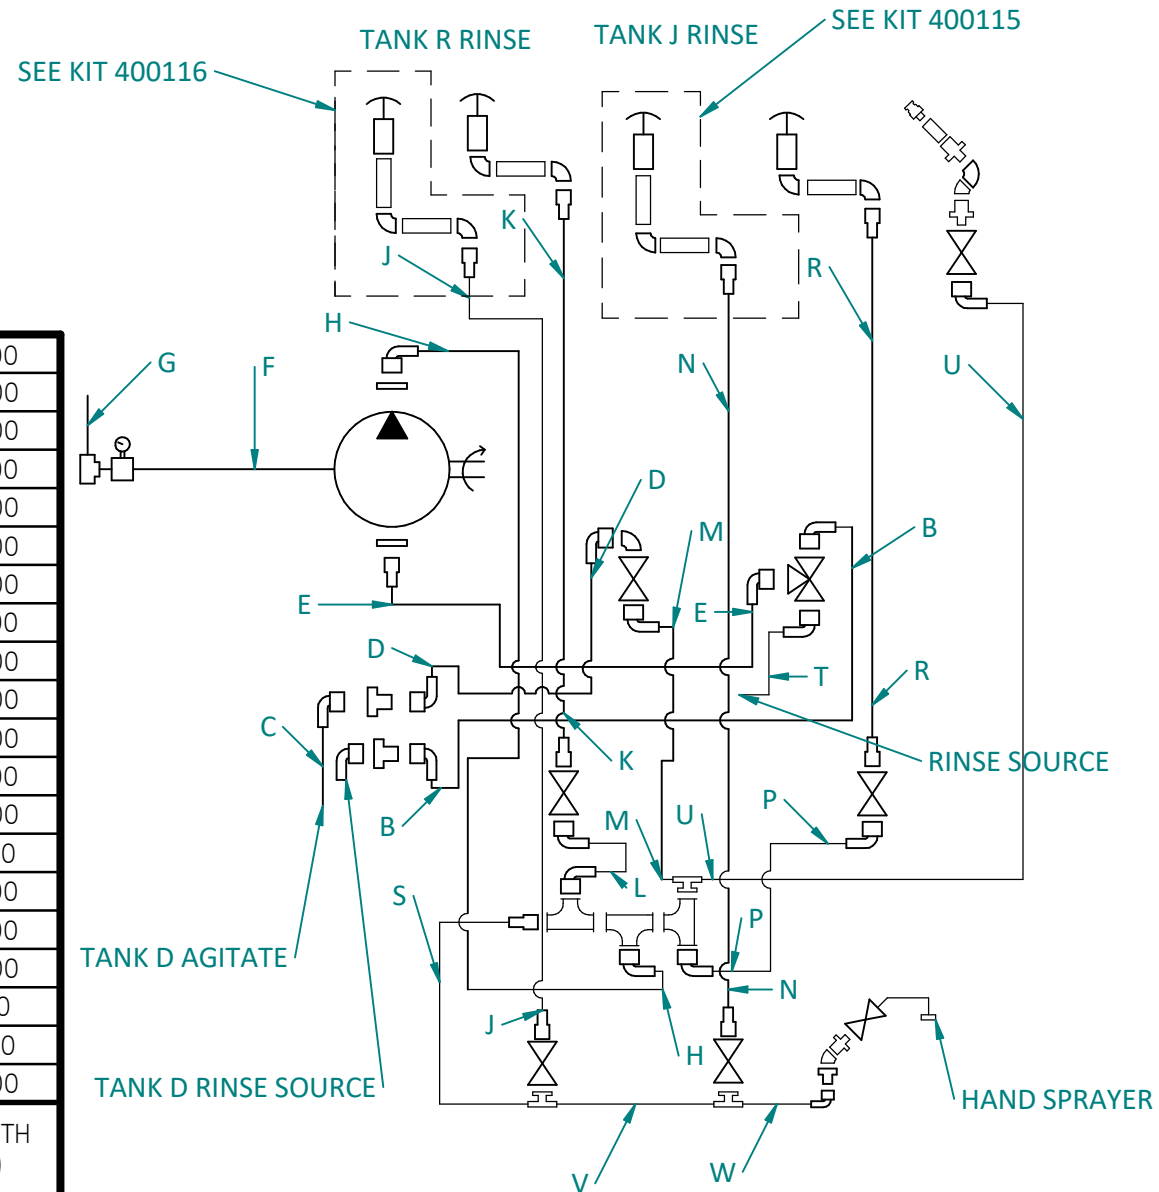 SEE KIT 400115
TANK R RINSE
TANK J RINSE
SEE KIT 400116
K
J
R
H
G
F
N
U
D
M
B
E
E
D
T
R
C
K
RINSE SOURCE
B
M
U
P
L
S
P
TANK D AGITATE
N
J
H
TANK D RINSE SOURCE
HAND SPRAYER
V
W